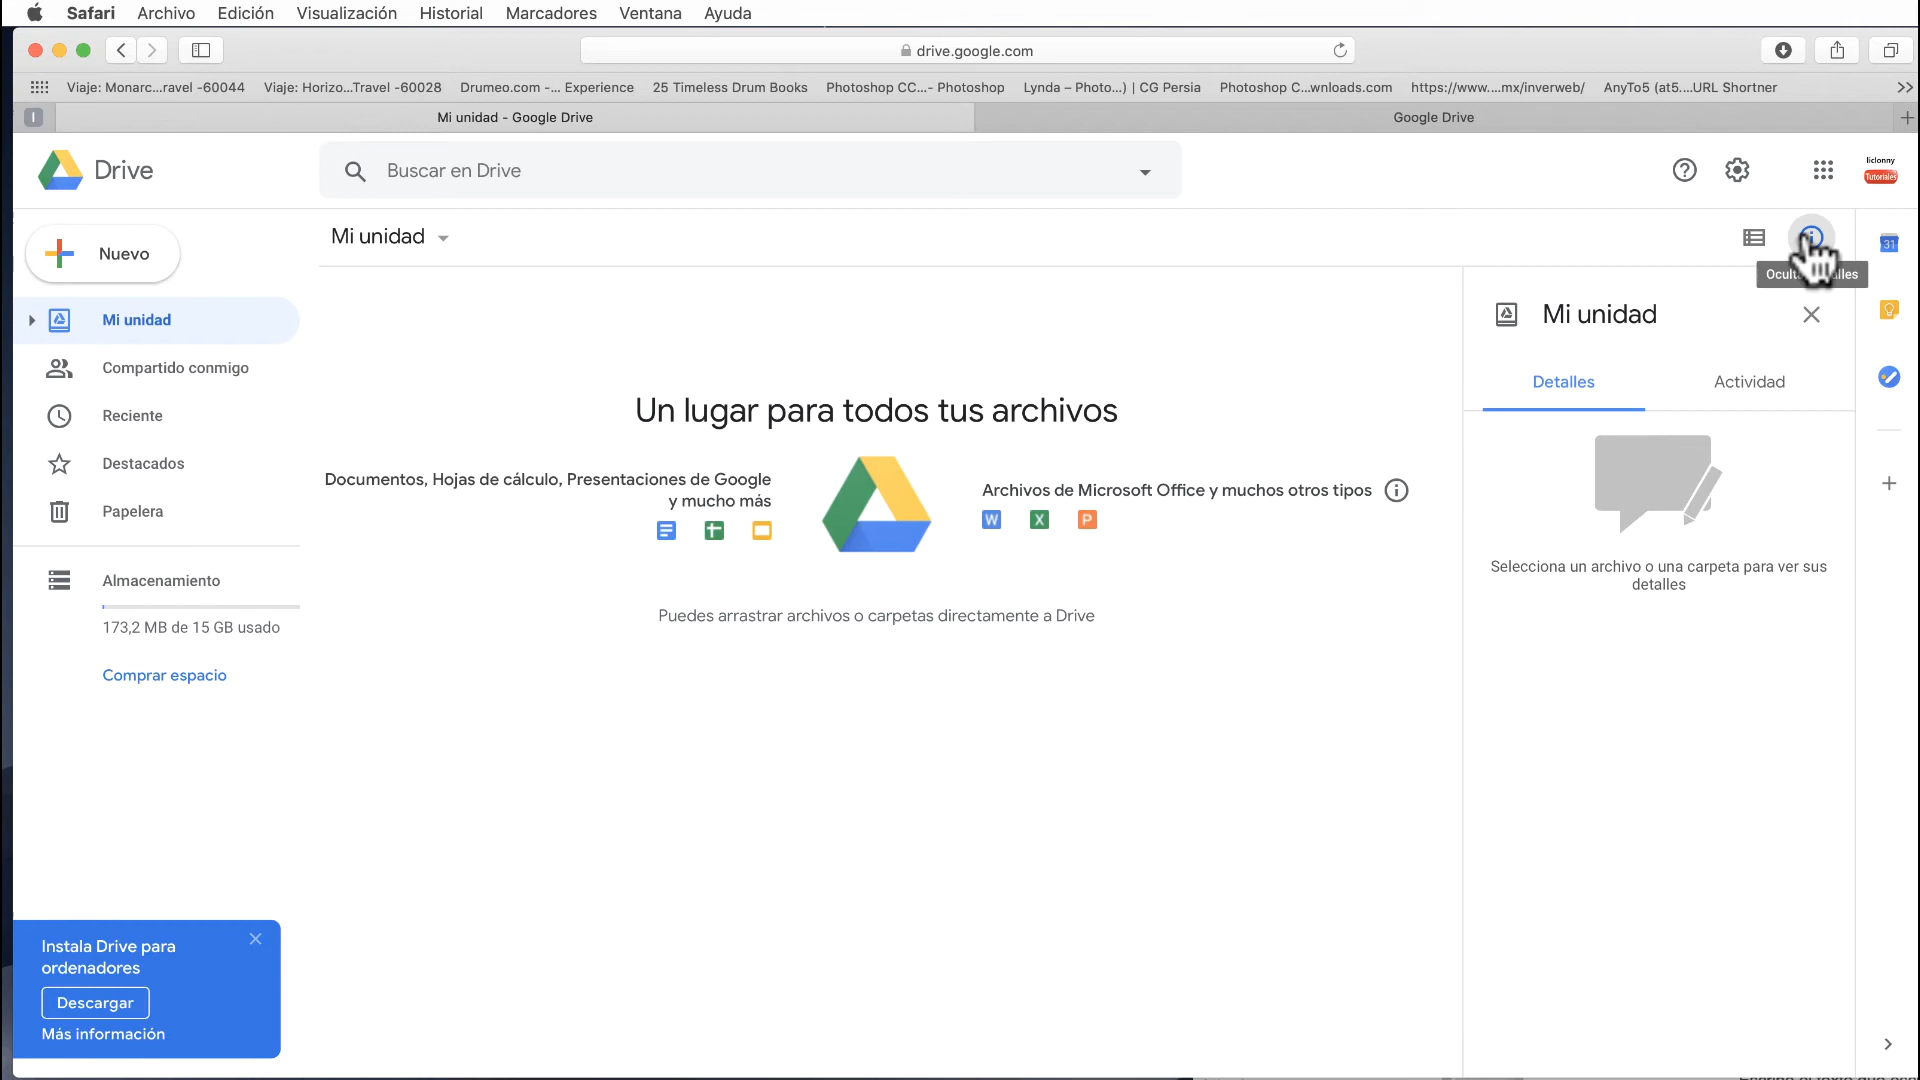 Safari Archivo Edición Visualización Historial Marcadores Ventana Ayuda
drive.google.com
Viaje: Monarc...ravel -60044 Viaje: Horizo...Travel -60028 Drumeo.com -... Experience 25 Timeless Drum Books Photoshop CC...- Photoshop Lynda – Photo...) | CG Persia Photoshop C...wnloads.com https://www....mx/inverweb/ AnyTo5 (at5....URL Shortner
I Mi unidad - Google Drive Google Drive
Drive
Buscar en Drive
liclonny
Tutoriales
Nuevo
Mi unidad
Compartido conmigo
Reciente
Destacados
Papelera
Almacenamiento
173,2 MB de 15 GB usado
Comprar espacio
Instala Drive para
ordenadores
Descargar
Más información
Mi unidad
Un lugar para todos tus archivos
Documentos, Hojas de cálculo, Presentaciones de Google
y mucho más
Archivos de Microsoft Office y muchos otros tipos
W X P
Puedes arrastrar archivos o carpetas directamente a Drive
Mi unidad
Detalles Actividad
Selecciona un archivo o una carpeta para ver sus
detalles
31